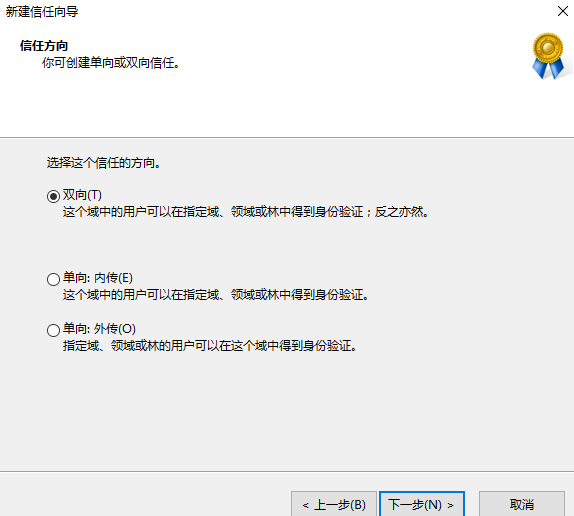 新建信任向导
信任方向
你可创建单向或双向信任。
选择这个信任的方向。
双向(T)
这个域中的用户可以在指定域、领域或林中得到身份验证；反之亦然。
单向: 内传(E)
这个域中的用户可以在指定域、领域或林中得到身份验证。
单向: 外传(O)
指定域、领域或林的用户可以在这个域中得到身份验证。
< 上一步(B) 下一步(N) > 取消